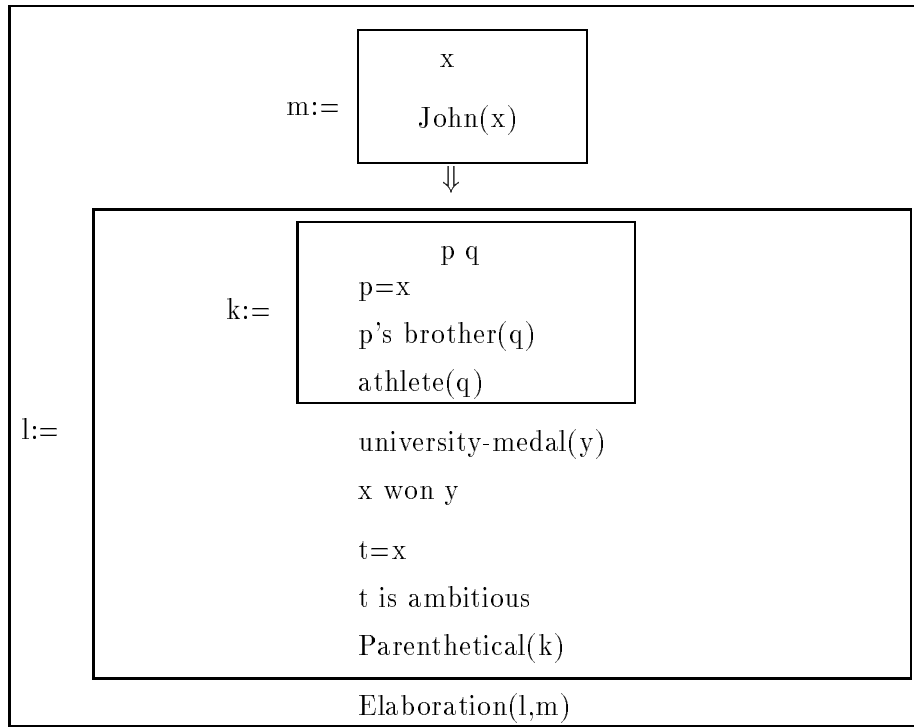 x
m:=
John(x)
⇓
p q
p=x
k:=
p's brother(q)
athlete(q)
l:=
university-medal(y)
x won y
t=x
t is ambitious
Parenthetical(k)
Elaboration(l,m)